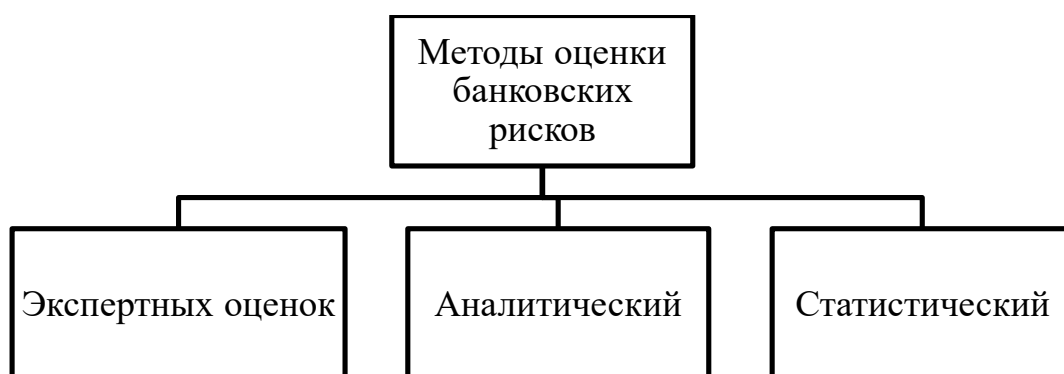 Методы оценки
банковских
рисков
Экспертных оценок
Аналитический
Статистический